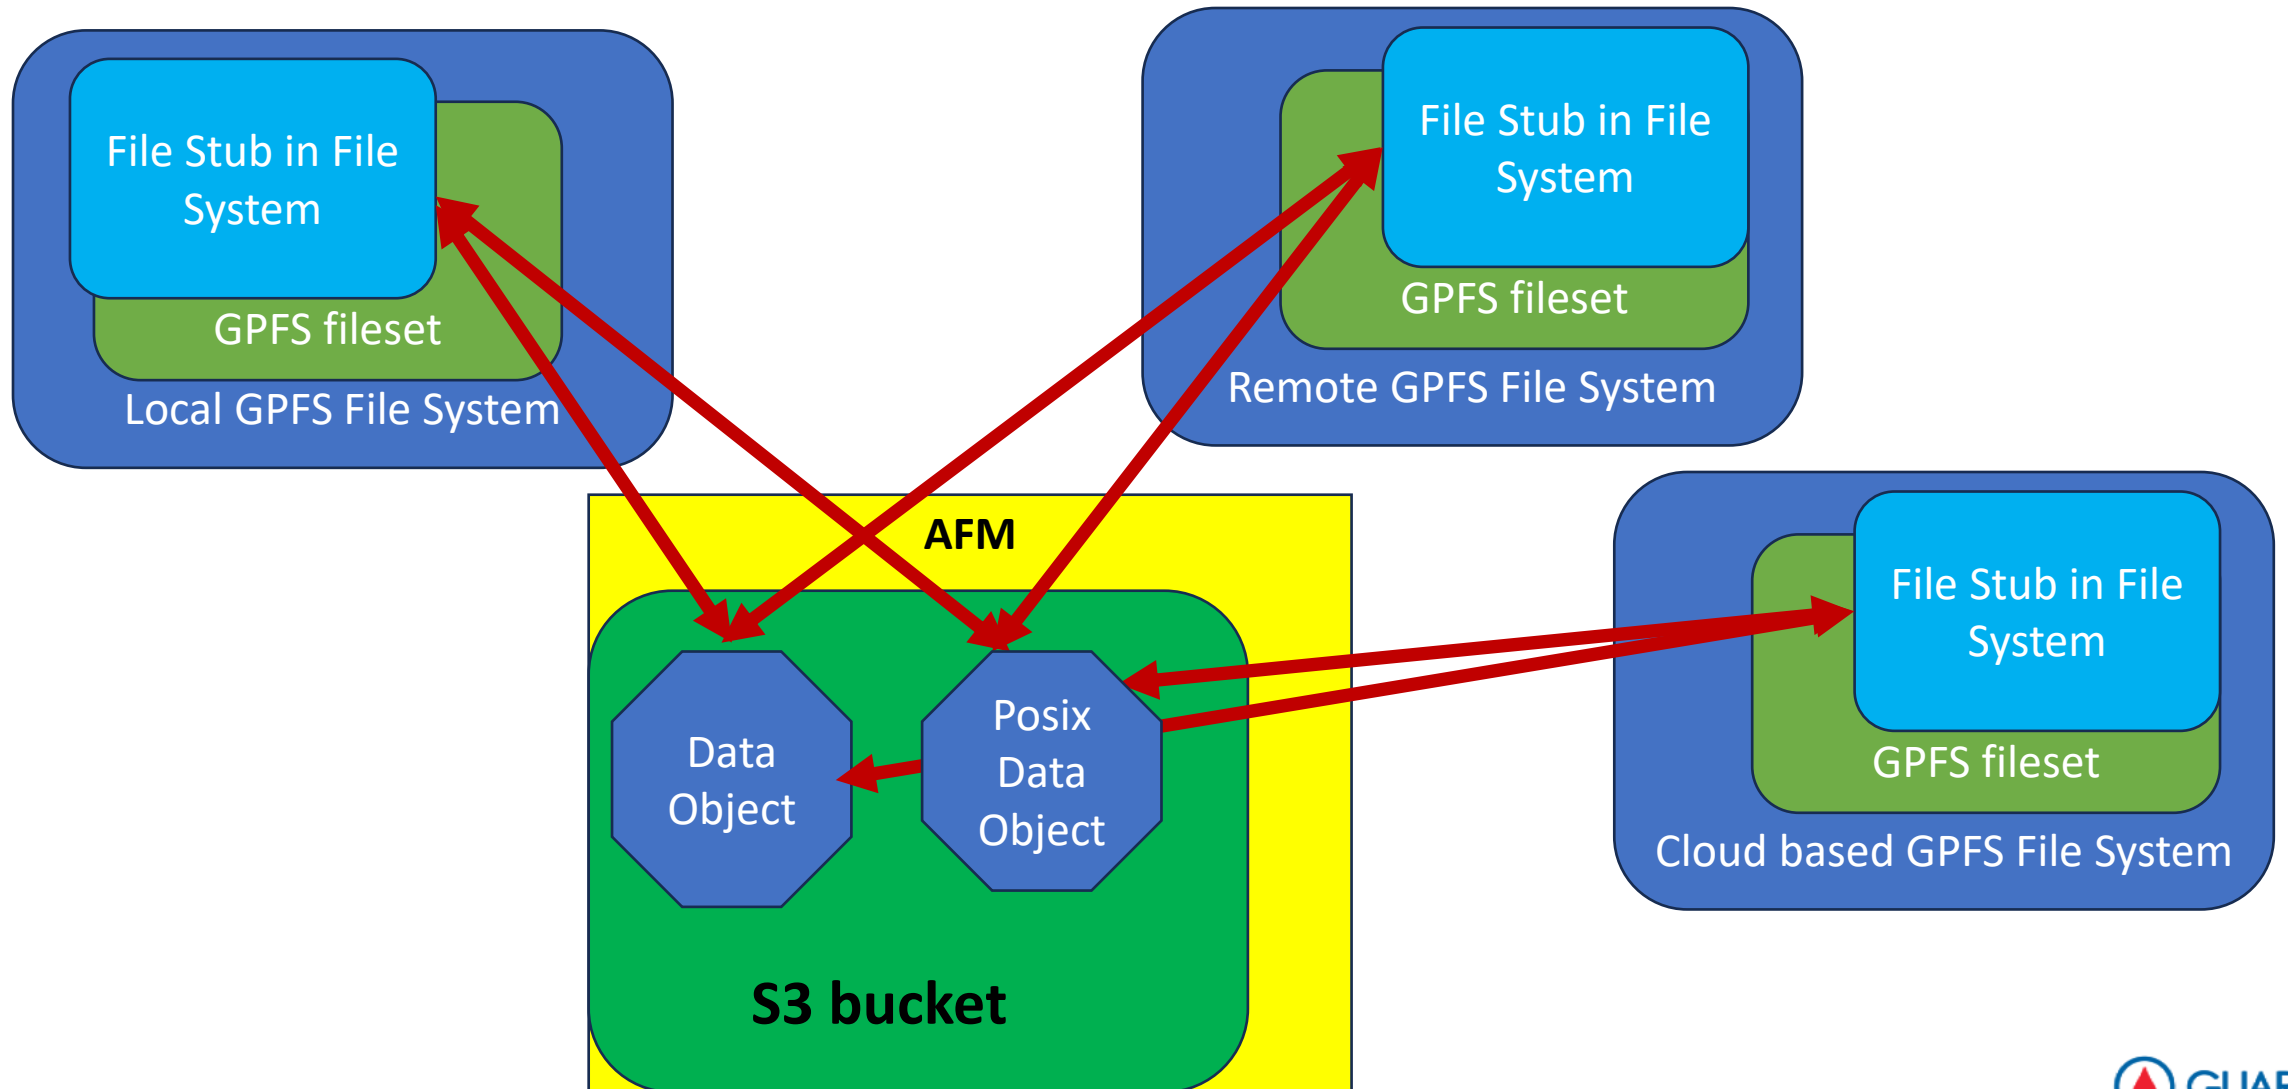 File Stub in File
System
GPFS fileset
Local GPFS File System
File Stub in File
System
GPFS fileset
Remote GPFS File System
AFM
File Stub in File
System
GPFS fileset
Cloud based GPFS File System
Data
Object
Posix
Data
Object
S3 bucket